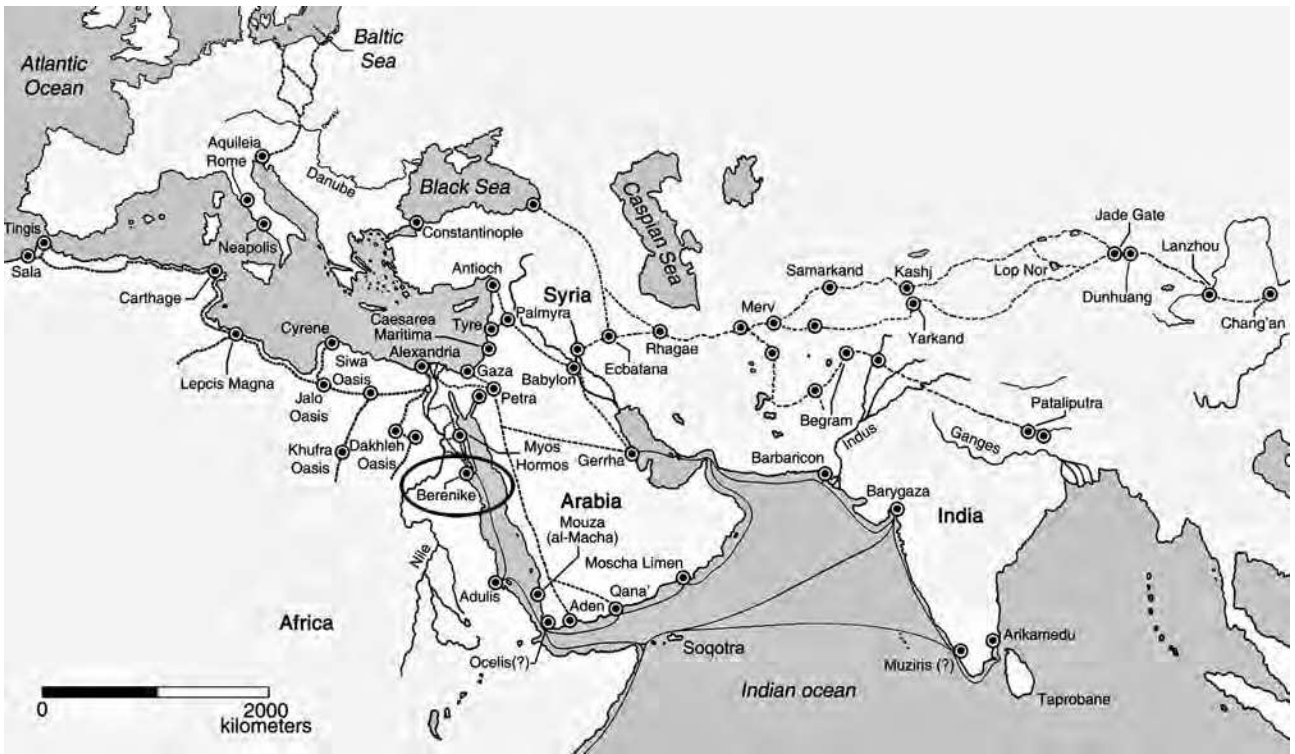 Atlantic
Ocean
Baltic
Sea
Aquileia
Rome
Danube
Black Sea
Caspian Sea
Tingis
Sala
Neapolis
Constantinople
Carthage
Antioch
Syria
Palmyra
Caesarea
Maritima
Tyre
Cyrene
Alexandria
Siwa
Oasis
Lepcis Magna
Jalo
Oasis
Gaza
Petra
Babylon
Ecbatana
Rhagae
Merv
Samarkand
Kashj
Yarkand
Lop Nor
Jade Gate
Dunhuang
Lanzhou
Chang'an
Begram
Pataliputra
Indus
Ganges
Khufra
Oasis
Dakhleh
Oasis
Myos
Hormos
Gerrha
Barbaricon
Barygaza
India
Berenike
Arabia
Mouza
(al-Macha)
Moscha Limen
Nile
Adulis
Aden
Qana'
Africa
Ocelis(?)
Soqotra
Muziris (?)
Arikamedu
Taprobane
Indian ocean
0 2000
kilometers